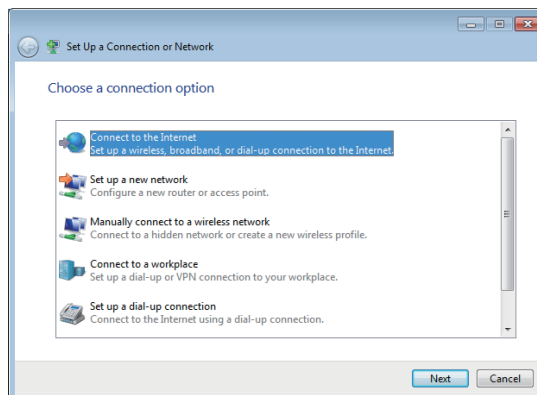 Set Up a Connection or Network
Choose a connection option
Connect to the Internet
Set up a wireless, broadband, or dial-up connection to the Internet.
Set up a new network
Configure a new router or access point.
Manually connect to a wireless network
Connect to a hidden network or create a new wireless profile.
Connect to a workplace
Set up a dial-up or VPN connection to your workplace.
Set up a dial-up connection
Connect to the Internet using a dial-up connection.
Next Cancel